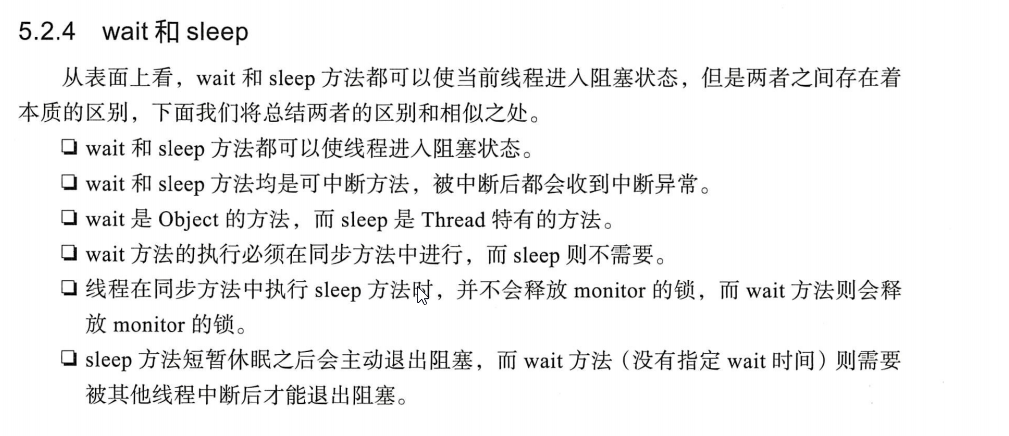 5.2.4 wait 和 sleep
从表面上看，wait 和 sleep 方法都可以使当前线程进入阻塞状态，但是两者之间存在着
本质的区别，下面我们将总结两者的区别和相似之处。
❑ wait 和 sleep 方法都可以使线程进入阻塞状态。
❑ wait 和 sleep 方法均是可中断方法，被中断后都会收到中断异常。
❑ wait 是 Object 的方法，而 sleep 是 Thread 特有的方法。
❑ wait 方法的执行必须在同步方法中进行，而 sleep 则不需要。
❑ 线程在同步方法中执行 sleep 方法时，并不会释放 monitor 的锁，而 wait 方法则会释
放 monitor 的锁。
❑ sleep 方法短暂休眠之后会主动退出阻塞，而 wait 方法（没有指定 wait 时间）则需要
被其他线程中断后才能退出阻塞。